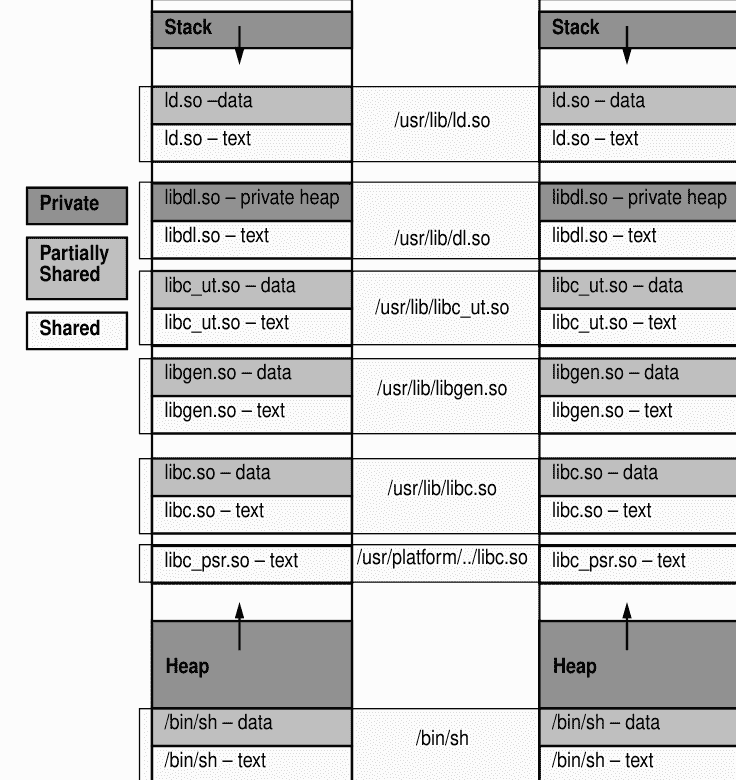 Stack
Stack
ld.so –data
/usr/lib/ld.so
ld.so – data
ld.so – text
ld.so – text
Private
libdl.so – private heap
libdl.so – private heap
libdl.so – text
/usr/lib/dl.so
libdl.so – text
Partially
Shared
libc_ut.so – data
/usr/lib/libc_ut.so
libc_ut.so – data
Shared
libc_ut.so – text
libc_ut.so – text
libgen.so – data
/usr/lib/libgen.so
libgen.so – data
libgen.so – text
libgen.so – text
libc.so – data
/usr/lib/libc.so
libc.so – data
libc.so – text
libc.so – text
libc_psr.so – text
/usr/platform/../libc.so
libc_psr.so – text
Heap
Heap
/bin/sh – data
/bin/sh
/bin/sh – data
/bin/sh – text
/bin/sh – text